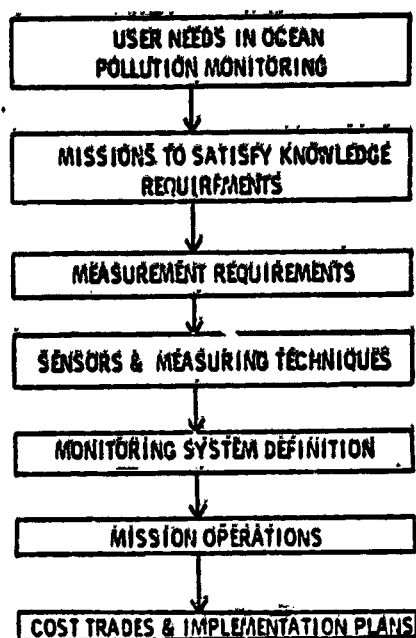 USER NEEDS IN OCEAN
POLLUTION MONITORING
MISSIONS TO SATISFY KNOWLEDGE
REQUIREMENTS
MEASUREMENT REQUIREMENTS
SENSORS & MEASURING TECHNIQUES
MONITORING SYSTEM DEFINITION
MISSION OPERATIONS
COST TRADES & IMPLEMENTATION PLANS